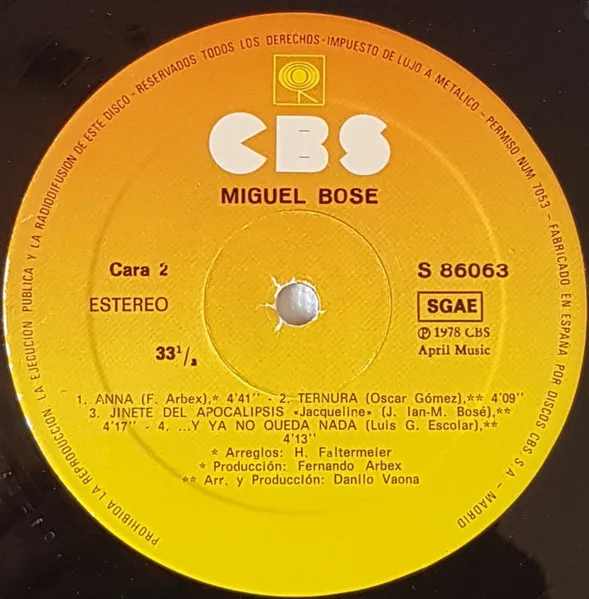 PROHIBIDA LA REPRODUCCION, LA EJECUCION PUBLICA Y LA RADIODIFUSION DE ESTE DISCO - RESERVADOS TODOS LOS DERECHOS - IMPUESTO DE LUJO A METALICO - PERMISO NUM 7053 - FABRICADO EN ESPAÑA POR DISCOS CBS, S. A. - MADRID
CBS
MIGUEL BOSE
Cara 2
S 86063
ESTEREO
SGAE
℗ 1978 CBS
33¹/₃
April Music
1. ANNA (F. Arbex),* 4'41'' - 2. TERNURA (Oscar Gómez),** 4'09''
3. JINETE DEL APOCALIPSIS «Jacqueline» (J. Ian-M. Bosé),**
4'17'' - 4. ...Y YA NO QUEDA NADA (Luis G. Escolar),**
4'13''
* Arreglos: H. Faltermeier
* Producción: Fernando Arbex
** Arr. y Producción: Danilo Vaona